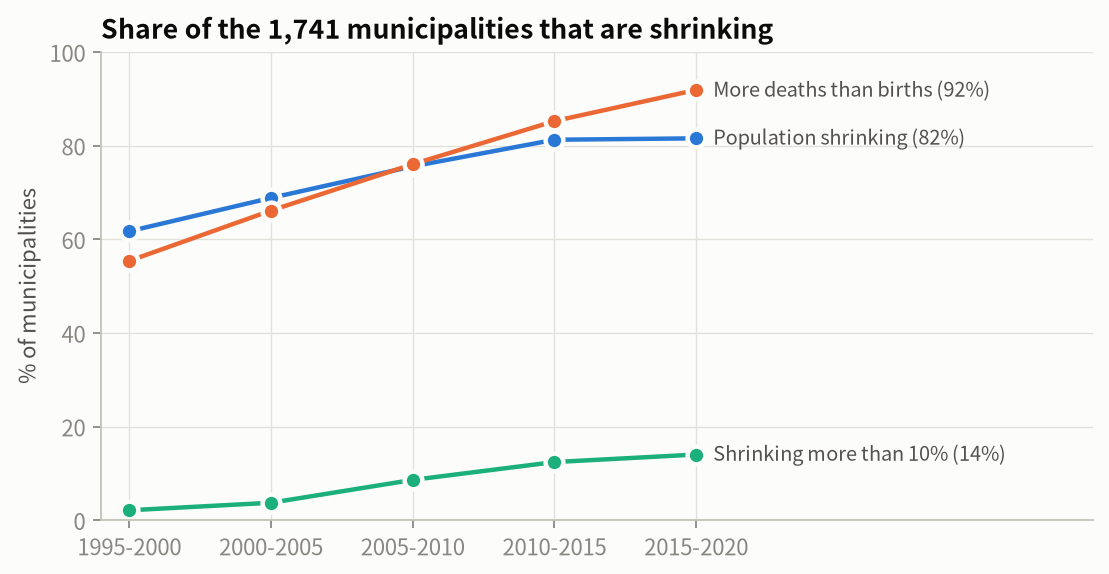 Share of the 1,741 municipalities that are shrinking
% of municipalities
100
80
60
40
20
0
More deaths than births (92%)
Population shrinking (82%)
Shrinking more than 10% (14%)
1995-2000
2000-2005
2005-2010
2010-2015
2015-2020